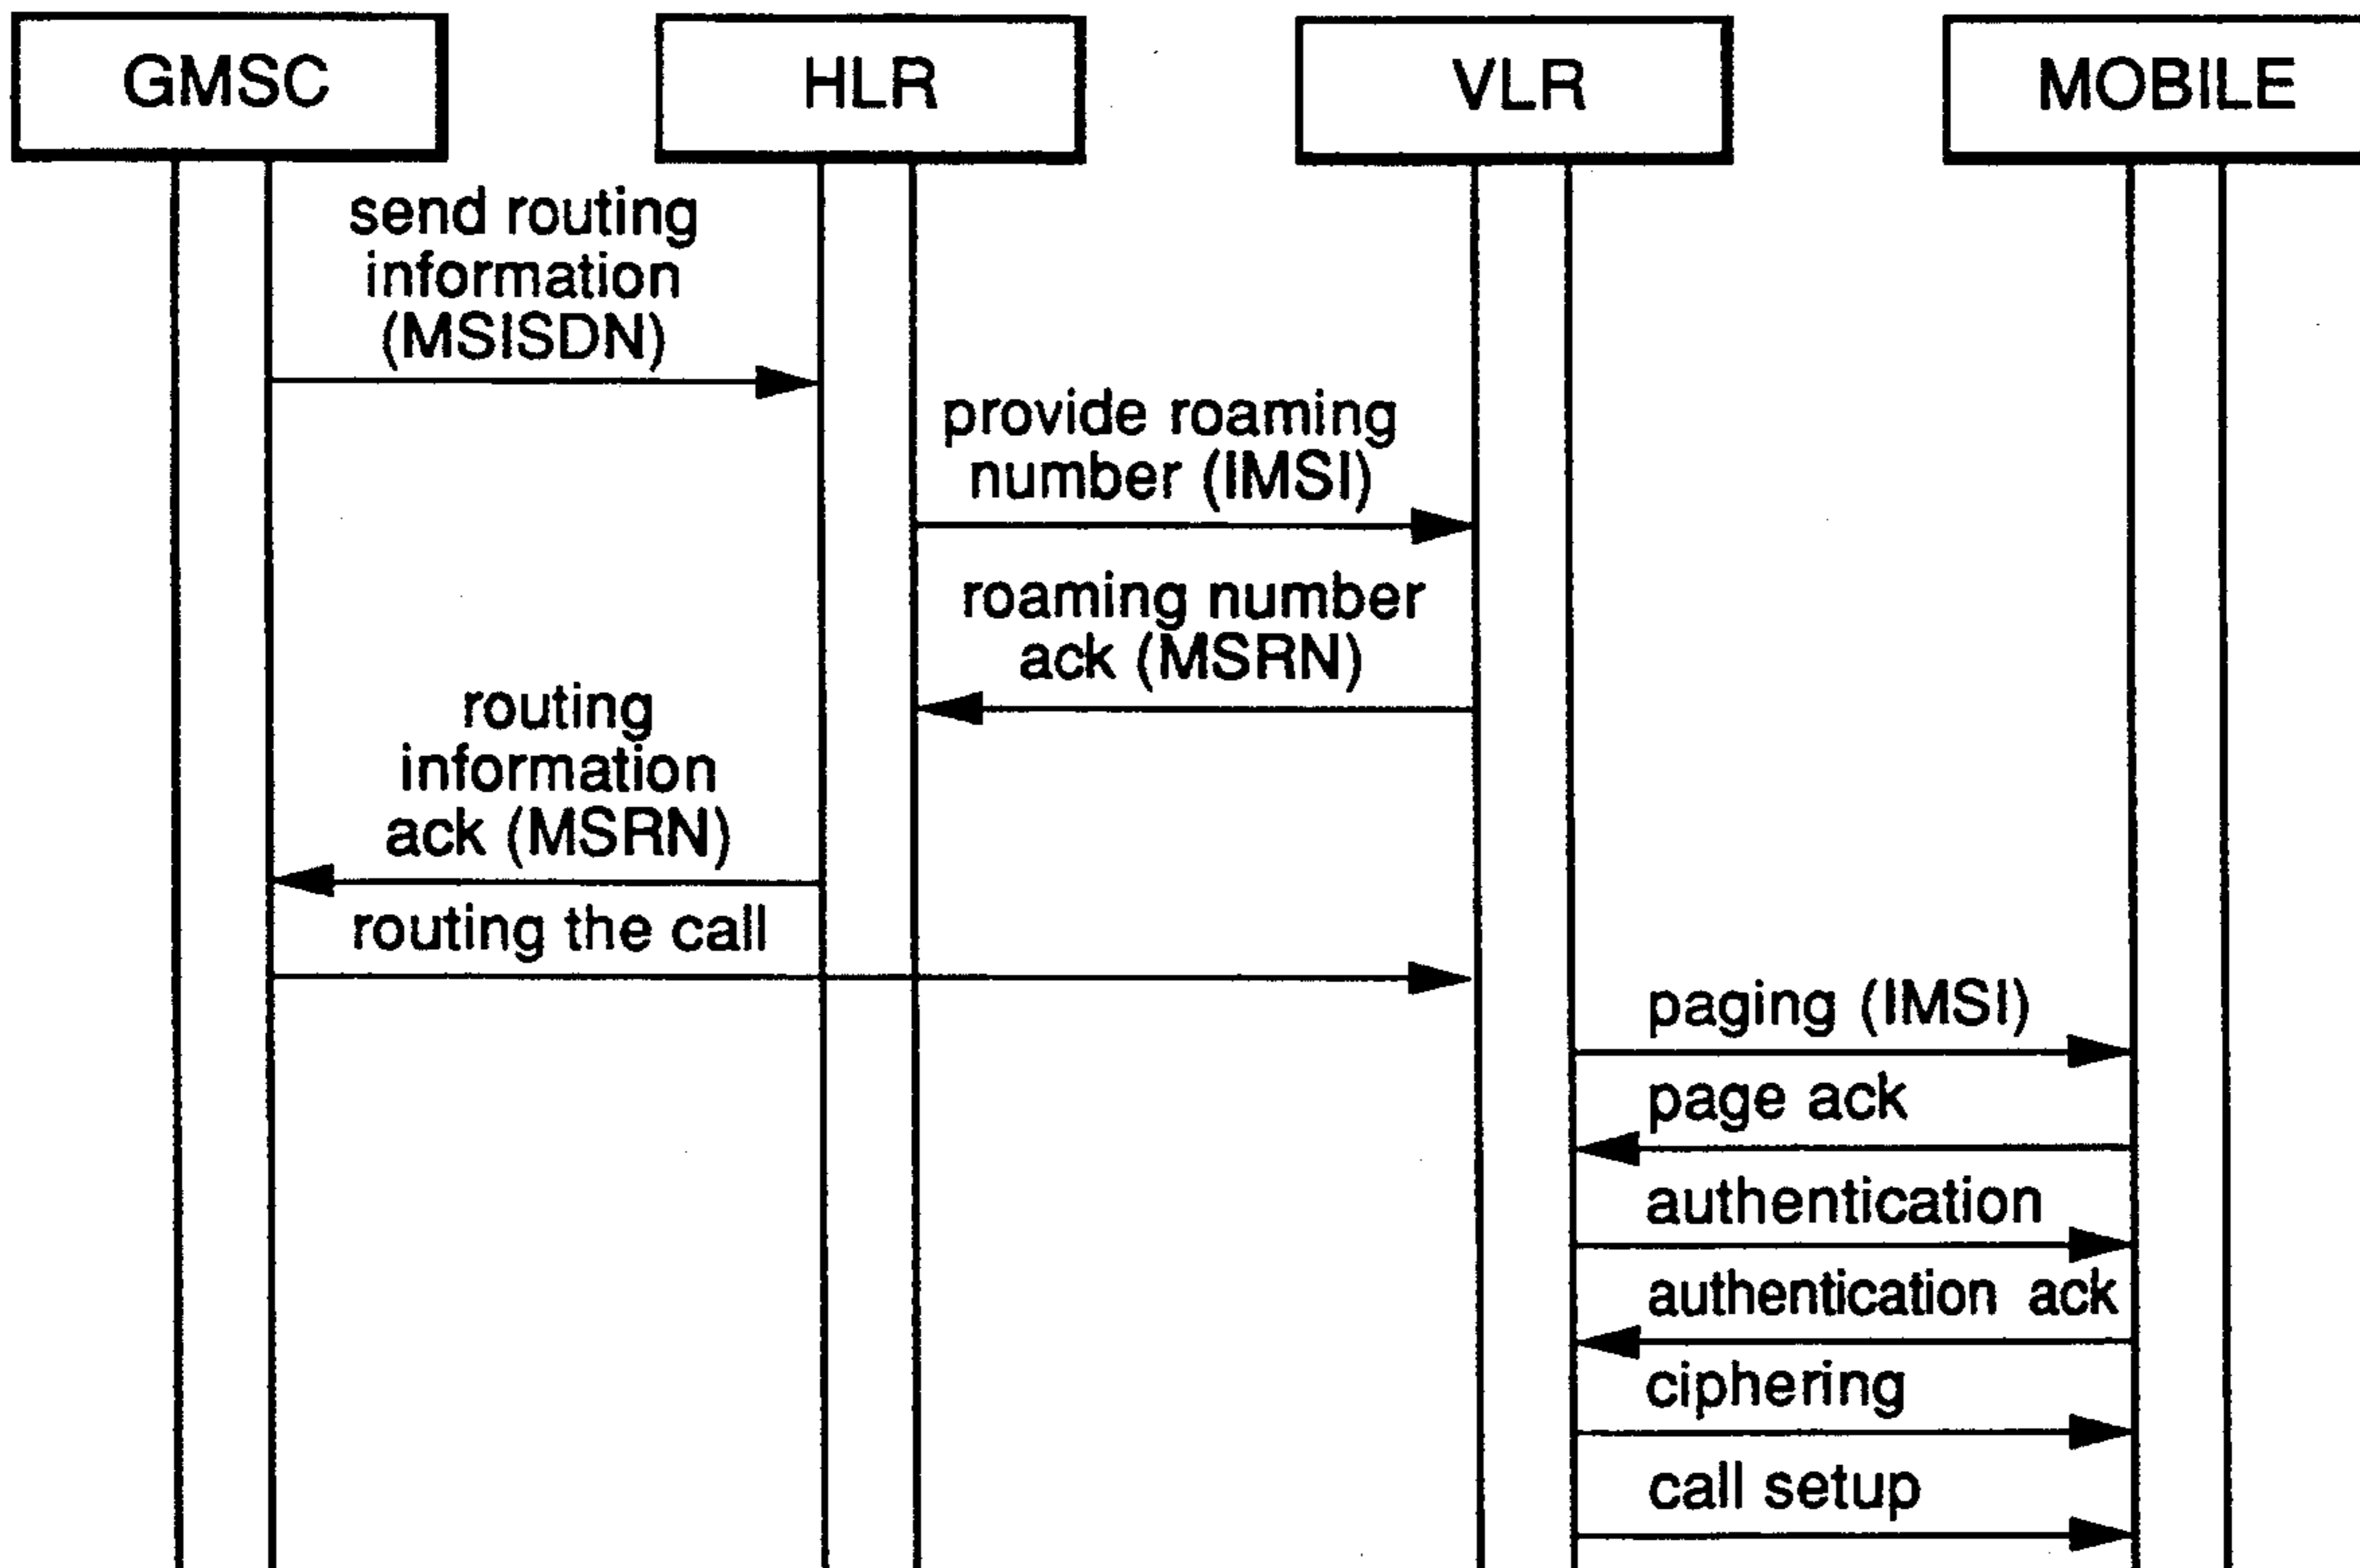 GMSC
HLR
VLR
MOBILE
send routing
information
(MSISDN)
provide roaming
number (IMSI)
roaming number
ack (MSRN)
routing
information
ack (MSRN)
routing the call
paging (IMSI)
page ack
authentication
authentication ack
ciphering
call setup